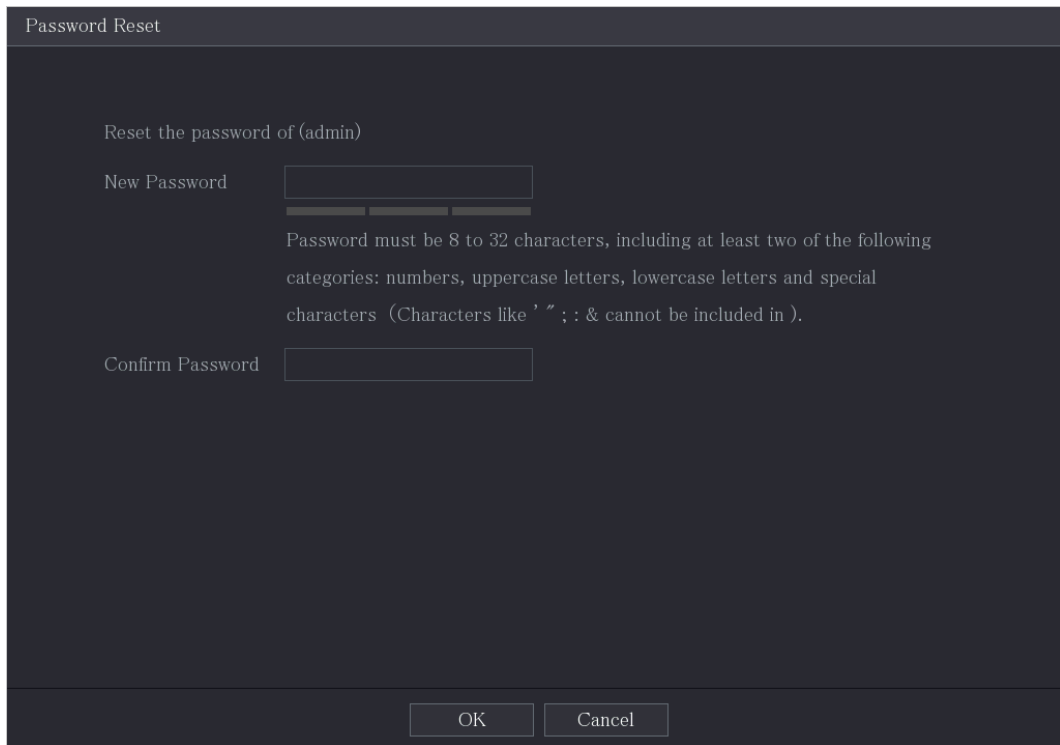 Password Reset
Reset the password of (admin)
New Password
Password must be 8 to 32 characters, including at least two of the following
categories: numbers, uppercase letters, lowercase letters and special
characters (Characters like ' " ; : & cannot be included in ).
Confirm Password
OK
Cancel